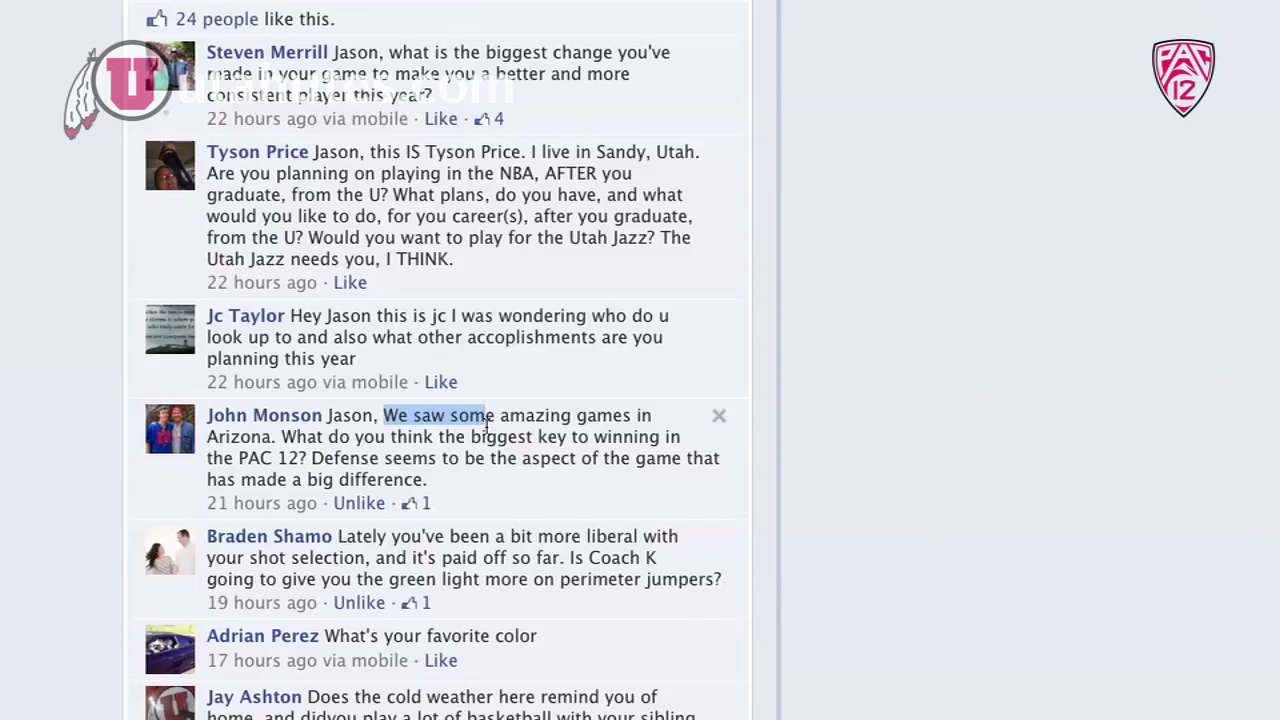 24 people like this.
Steven Merrill Jason, what is the biggest change you've
made in your game to make you a better and more
consistent player this year?
22 hours ago via mobile · Like · 4
utahutes.com
U
PAC
12
Tyson Price Jason, this IS Tyson Price. I live in Sandy, Utah.
Are you planning on playing in the NBA, AFTER you
graduate, from the U? What plans, do you have, and what
would you like to do, for you career(s), after you graduate,
from the U? Would you want to play for the Utah Jazz? The
Utah Jazz needs you, I THINK.
22 hours ago · Like
Jc Taylor Hey Jason this is jc I was wondering who do u
look up to and also what other accoplishments are you
planning this year
22 hours ago via mobile · Like
John Monson Jason, We saw some amazing games in
Arizona. What do you think the biggest key to winning in
the PAC 12? Defense seems to be the aspect of the game that
has made a big difference.
21 hours ago · Unlike · 1
Braden Shamo Lately you've been a bit more liberal with
your shot selection, and it's paid off so far. Is Coach K
going to give you the green light more on perimeter jumpers?
19 hours ago · Unlike · 1
Adrian Perez What's your favorite color
17 hours ago via mobile · Like
Jay Ashton Does the cold weather here remind you of
home, and didyou play a lot of basketball with your sibling